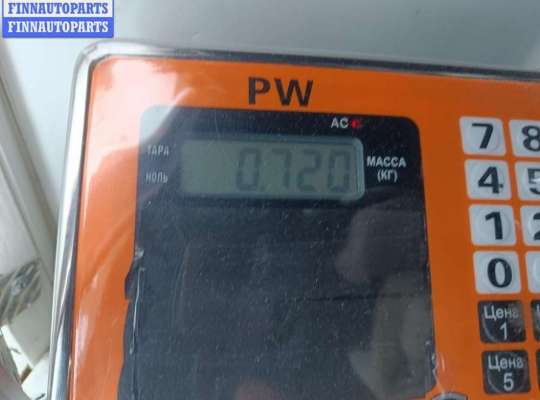 FINNAUTOPARTS
FINNAUTOPARTS
PW
AC
ТАРА
НОЛЬ
0.720
МАССА
(КГ)
7 8
4 5
1 2
0
Цена
1
Цена
5